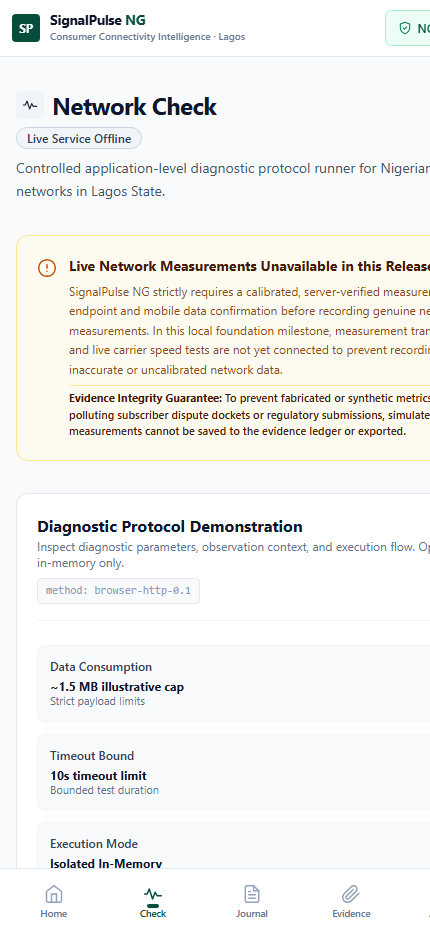 SP
SignalPulse NG
Consumer Connectivity Intelligence · Lagos
Network Check
Live Service Offline
Controlled application-level diagnostic protocol runner for Nigerian
networks in Lagos State.
Live Network Measurements Unavailable in this Release
SignalPulse NG strictly requires a calibrated, server-verified
endpoint and mobile data confirmation before recording genuine
measurements. In this local foundation milestone, measurement
and live carrier speed tests are not yet connected to prevent
inaccurate or uncalibrated network data.
Evidence Integrity Guarantee: To prevent fabricated or synthetic metrics
polluting subscriber dispute dockets or regulatory submissions,
measurements cannot be saved to the evidence ledger or exported.
Diagnostic Protocol Demonstration
Inspect diagnostic parameters, observation context, and execution flow.
in-memory only.
method: browser-http-0.1
Data Consumption
~1.5 MB illustrative cap
Strict payload limits
Timeout Bound
10s timeout limit
Bounded test duration
Execution Mode
Isolated In-Memory
Home
Check
Journal
Evidence